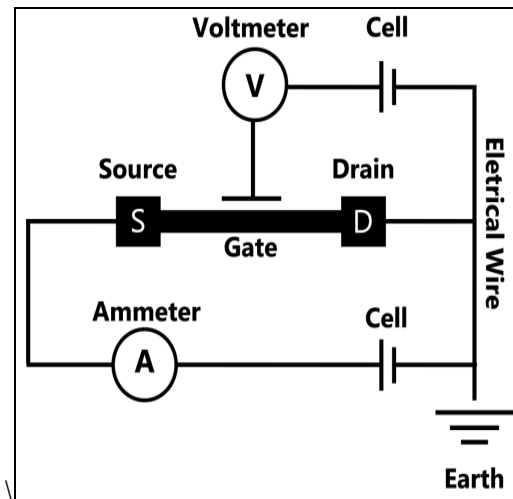 Voltmeter Cell
V
Source Drain
S D
Gate
Eletrical Wire
Ammeter Cell
A
Earth
\